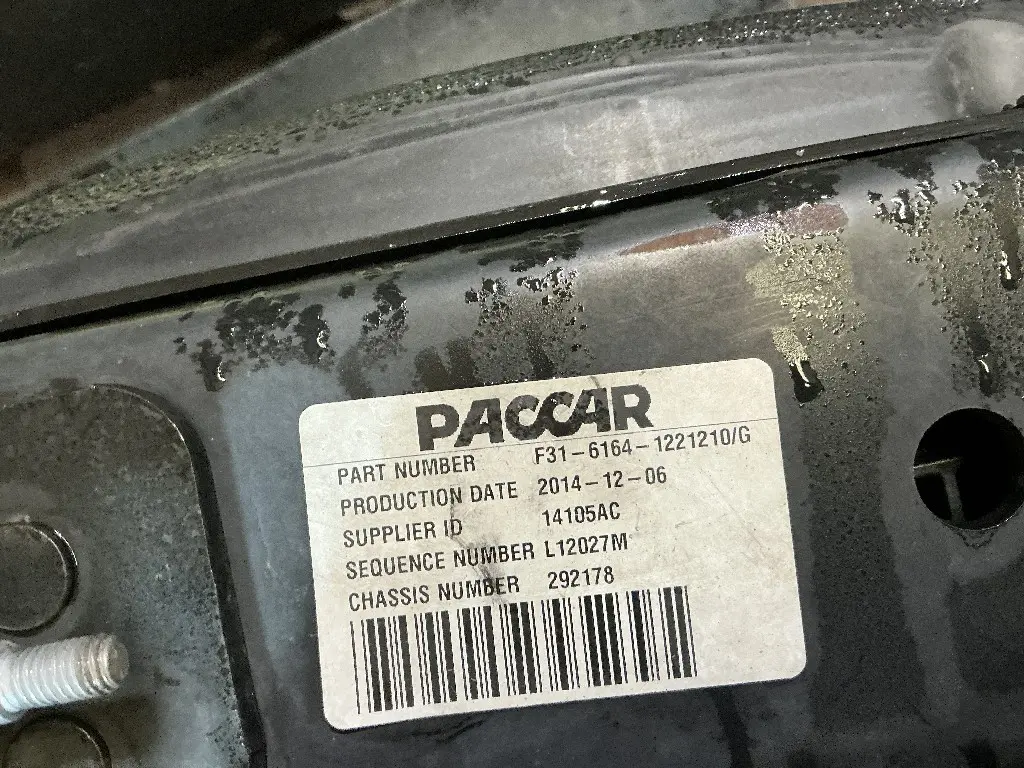 PACCAR
PART NUMBER F31-6164-1221210/G
PRODUCTION DATE 2014-12-06
SUPPLIER ID 14105AC
SEQUENCE NUMBER L12027M
CHASSIS NUMBER 292178